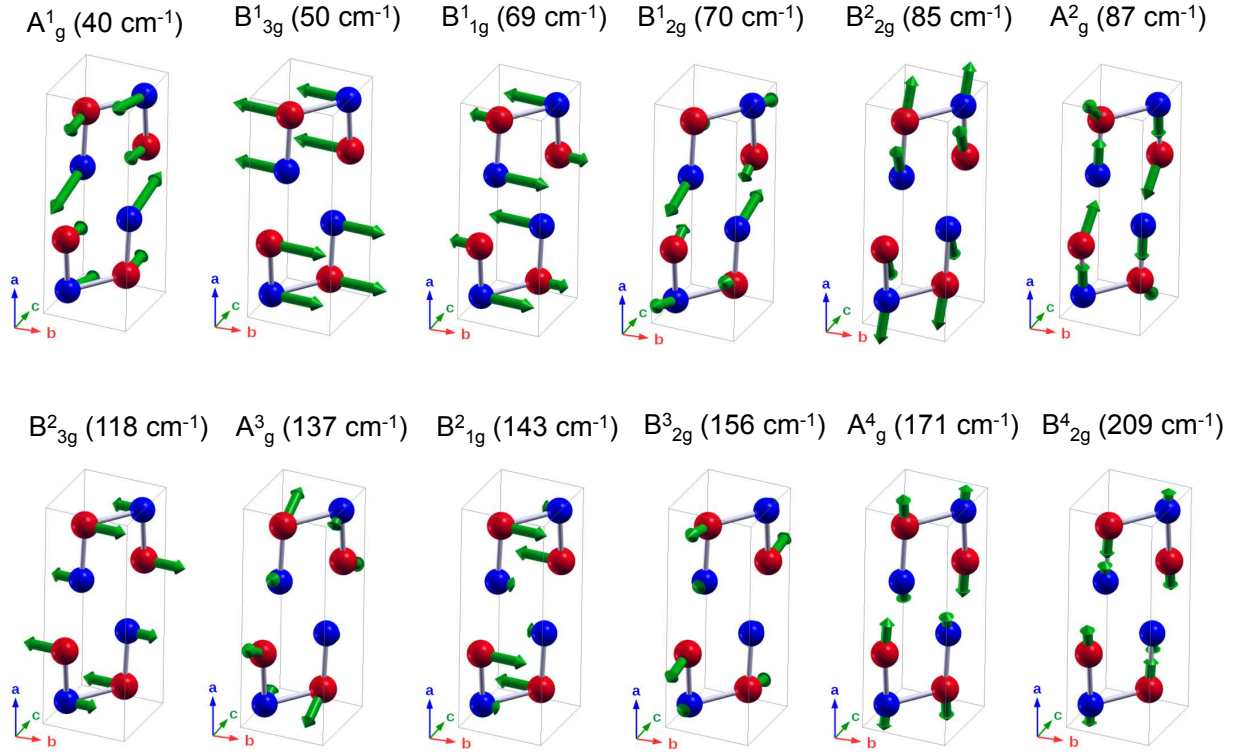 A¹g (40 cm⁻¹) B¹3g (50 cm⁻¹) B¹1g (69 cm⁻¹) B¹2g (70 cm⁻¹) B²2g (85 cm⁻¹) A²g (87 cm⁻¹)
a c b a c b a c b a c b a c b a c b
B²3g (118 cm⁻¹) A³g (137 cm⁻¹) B²1g (143 cm⁻¹) B³2g (156 cm⁻¹) A⁴g (171 cm⁻¹) B⁴2g (209 cm⁻¹)
a c b a c b a c b a c b a c b a c b